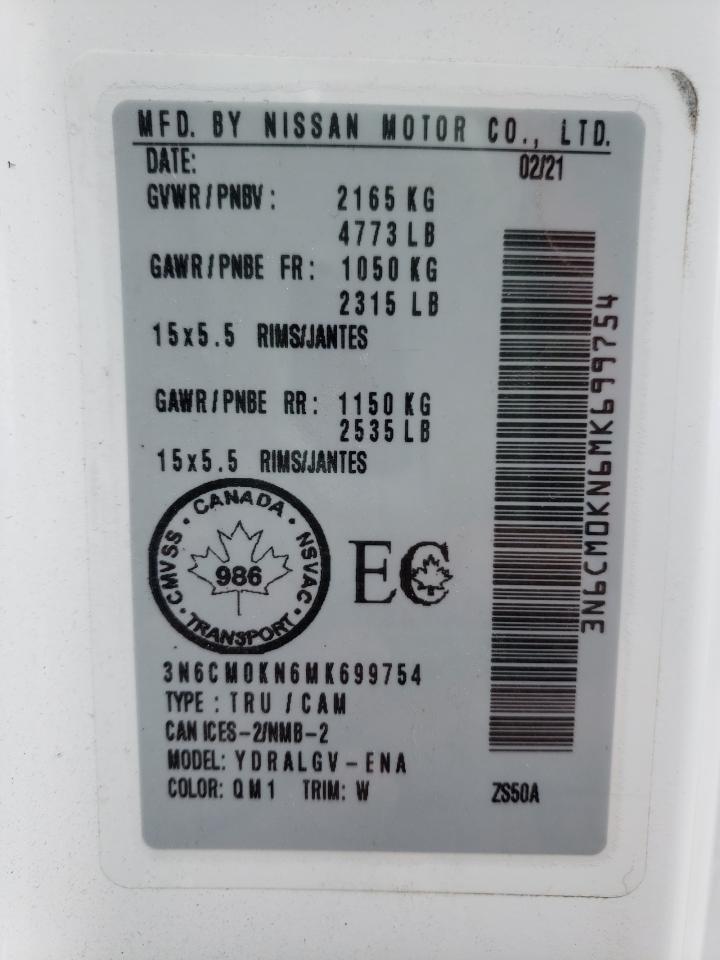 MFD. BY NISSAN MOTOR CO., LTD.
DATE: 02/21
GVWR/PNBV: 2165 KG
4773 LB
GAWR/PNBE FR: 1050 KG
2315 LB
15x5.5 RIMS/JANTES
GAWR/PNBE RR: 1150 KG
2535 LB
15x5.5 RIMS/JANTES
CANADA · NSVAC · TRANSPORT · CMVSS ·
986
EC
3N6CM0KN6MK699754
TYPE: TRU / CAM
CAN ICES-2/NMB-2
MODEL: YDRALGV-ENA
COLOR: QM1 TRIM: W
ZS50A
3N6CM0KN6MK699754